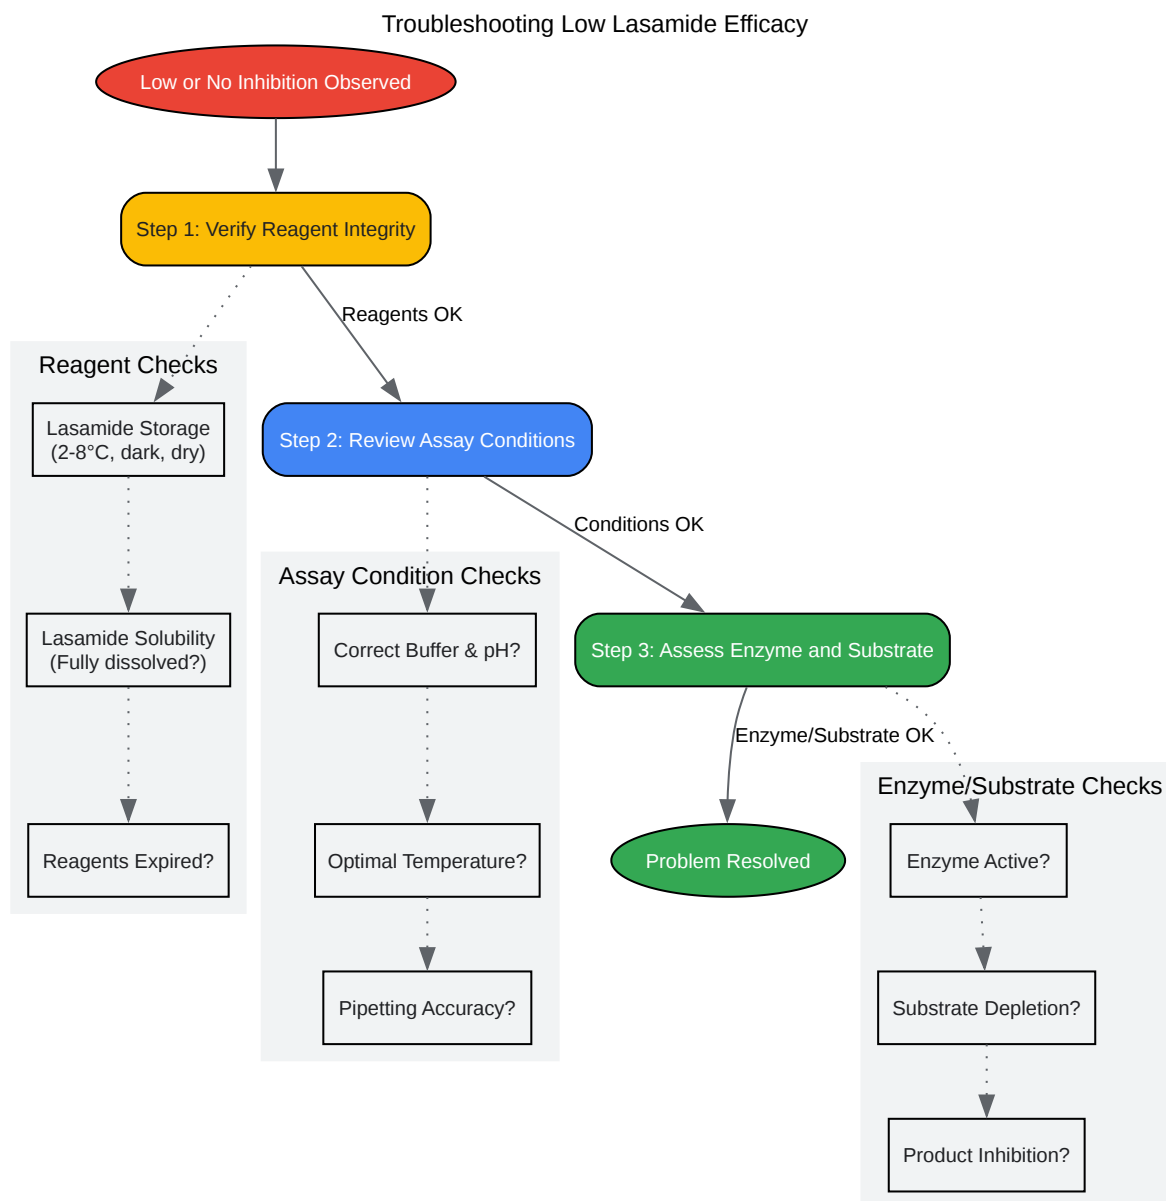 Troubleshooting Low Lasamide Efficacy
Low or No Inhibition Observed
Step 1: Verify Reagent Integrity
Reagents OK
Reagent Checks
Lasamide Storage
(2-8°C, dark, dry)
Step 2: Review Assay Conditions
Conditions OK
Assay Condition Checks
Lasamide Solubility
(Fully dissolved?)
Correct Buffer & pH?
Step 3: Assess Enzyme and Substrate
Enzyme/Substrate OK
Enzyme/Substrate Checks
Reagents Expired?
Optimal Temperature?
Problem Resolved
Enzyme Active?
Pipetting Accuracy?
Substrate Depletion?
Product Inhibition?